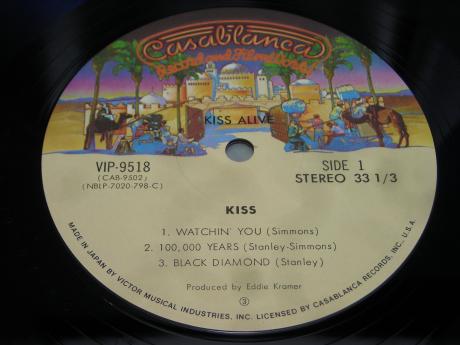 Casablanca
Record and FilmWorks
KISS ALIVE
VIP-9518
(CAB-9502)
(NBLP-7020-798-C)
SIDE 1
STEREO 33 1/3
KISS
1. WATCHIN' YOU (Simmons)
2. 100,000 YEARS (Stanley-Simmons)
3. BLACK DIAMOND (Stanley)
Produced by Eddie Kramer
③
MADE IN JAPAN BY VICTOR MUSICAL INDUSTRIES, INC. LICENSED BY CASABLANCA RECORDS, INC., U.S.A.